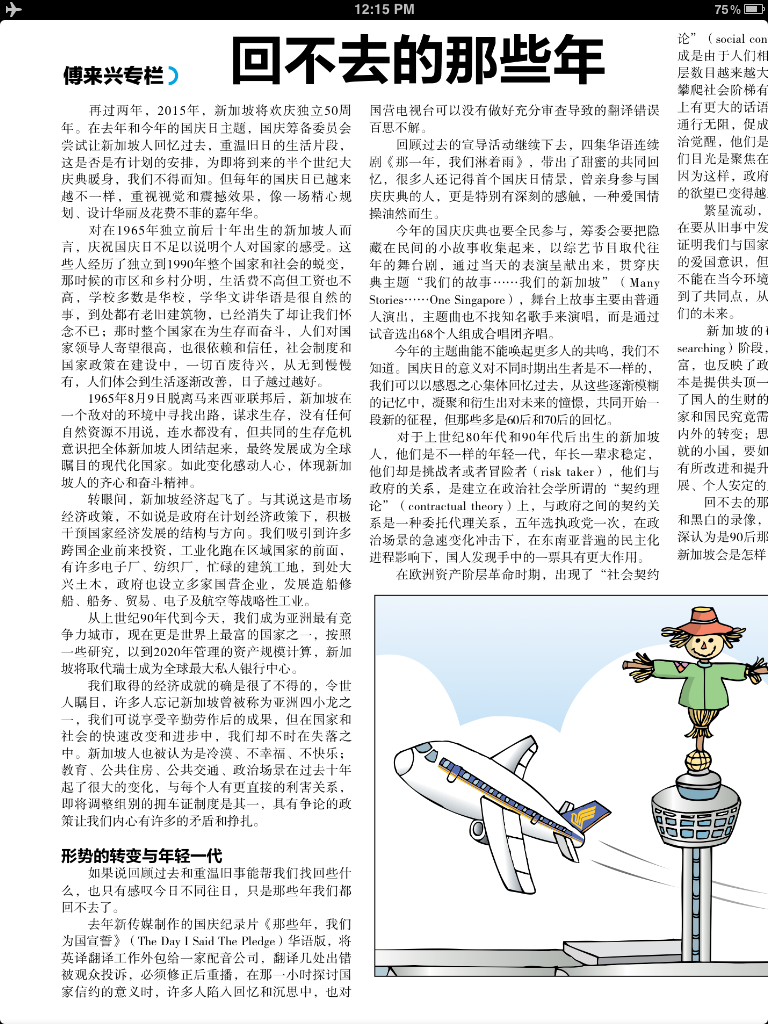 12:15 PM
75%
傅来兴专栏
回不去的那些年
再过两年，2015年，新加坡将欢庆独立50周
年。在去年和今年的国庆日主题，国庆筹备委员会
尝试让新加坡人回忆过去，重温旧日的生活片段，
这是否是有计划的安排，为即将到来的半个世纪大
庆典暖身，我们不得而知。但每年的国庆日已越来
越不一样，重视视觉和震撼效果，像一场精心规
划、设计华丽及花费不菲的嘉年华。
对在1965年独立前后十年出生的新加坡人而
言，庆祝国庆日不足以说明个人对国家的感受。这
些人经历了独立到1990年整个国家和社会的蜕变，
那时候的市区和乡村分明，生活费不高但工资也不
高，学校多数是华校，学华文讲华语是很自然的
事，到处都有老旧建筑物，已经消失了却让我们怀
念不已；那时整个国家在为生存而奋斗，人们对国
家领导人寄望很高，也很依赖和信任，社会制度和
国家政策在建设中，一切百废待兴，从无到慢慢
有，人们体会到生活逐渐改善，日子越过越好。
1965年8月9日脱离马来西亚联邦后，新加坡在
一个敌对的环境中寻找出路，谋求生存，没有任何
自然资源不用说，连水都没有，但共同的生存危机
意识把全体新加坡人团结起来，最终发展成为全球
瞩目的现代化国家。如此变化感动人心，体现新加
坡人的齐心和奋斗精神。
转眼间，新加坡经济起飞了。与其说这是市场
经济政策，不如说是政府在计划经济政策下，积极
干预国家经济发展的结构与方向。我们吸引到许多
跨国企业前来投资，工业化跑在区域国家的前面，
有许多电子厂、纺织厂，忙碌的建筑工地，到处大
兴土木，政府也设立多家国营企业，发展造船修
船、船务、贸易、电子及航空等战略性工业。
从上世纪90年代到今天，我们成为亚洲最有竞
争力城市，现在更是世界上最富的国家之一，按照
一些研究，以到2020年管理的资产规模计算，新加
坡将取代瑞士成为全球最大私人银行中心。
我们取得的经济成就的确是很了不得的，令世
人瞩目，许多人忘记新加坡曾被称为亚洲四小龙之
一，我们可说享受辛勤劳作后的成果，但在国家和
社会的快速改变和进步中，我们却不时在失落之
中。新加坡人也被认为是冷漠、不幸福、不快乐；
教育、公共住房、公共交通、政治场景在过去十年
起了很大的变化，与每个人有更直接的利害关系，
即将调整组别的拥车证制度是其一，具有争论的政
策让我们内心有许多的矛盾和挣扎。
形势的转变与年轻一代
如果说回顾过去和重温旧事能帮我们找回些什
么，也只有感叹今日不同往日，只是那些年我们都
回不去了。
去年新传媒制作的国庆纪录片《那些年，我们
为国宣誓》（The Day I Said The Pledge）华语版，将
英译翻译工作外包给一家配音公司，翻译几处出错
被观众投诉，必须修正后重播，在那一小时探讨国
家信约的意义时，许多人陷入回忆和沉思中，也对
国营电视台可以没有做好充分审查导致的翻译错误
百思不解。
回顾过去的宣导活动继续下去，四集华语连续
剧《那一年，我们淋着雨》，带出了甜蜜的共同回
忆，很多人还记得首个国庆日情景，曾亲身参与国
庆庆典的人，更是特别有深刻的感触，一种爱国情
操油然而生。
今年的国庆庆典也要全民参与，筹委会要把隐
藏在民间的小故事收集起来，以综艺节目取代往
年的舞台剧，通过当天的表演呈献出来，贯穿庆
典主题“我们的故事……我们的新加坡”（Many
Stories……One Singapore），舞台上故事主要由普通
人演出，主题曲也不找知名歌手来演唱，而是通过
试音选出68个人组成合唱团齐唱。
今年的主题曲能不能唤起更多人的共鸣，我们不
知道。国庆日的意义对不同时期出生者是不一样的，
我们可以以感恩之心集体回忆过去，从这些逐渐模糊
的记忆中，凝聚和衍生出对未来的憧憬，共同开始一
段新的征程，但那些多是60后和70后的回忆。
对于上世纪80年代和90年代后出生的新加坡
人，他们是不一样的年轻一代，年长一辈求稳定，
他们却是挑战者或者冒险者（risk taker），他们与
政府的关系，是建立在政治社会学所谓的“契约理
论”（contractual theory）上，与政府之间的契约关
系是一种委托代理关系，五年选执政党一次，在政
治场景的急速变化冲击下，在东南亚普遍的民主化
进程影响下，国人发现手中的一票具有更大作用。
在欧洲资产阶层革命时期，出现了“社会契约
论”（social con
成是由于人们相
层数目越来越大
攀爬社会阶梯有
上有更大的话语
通行无阻，促成
治觉醒，他们是
们目光是聚焦在
因为这样，政府
的欲望已变得越
繁星流动，
在要从旧事中发
证明我们与国家
的爱国意识，但
不能在当今环境
到了共同点，从
们的未来。
新加坡的
searching）阶段，
富，也反映了政
本是提供头顶一
了国人的生财的
家和国民究竟需
内外的转变；思
就的小国，要如
有所改进和提升
展、个人安定的
回不去的那
和黑白的录像，
深认为是90后那
新加坡会是怎样